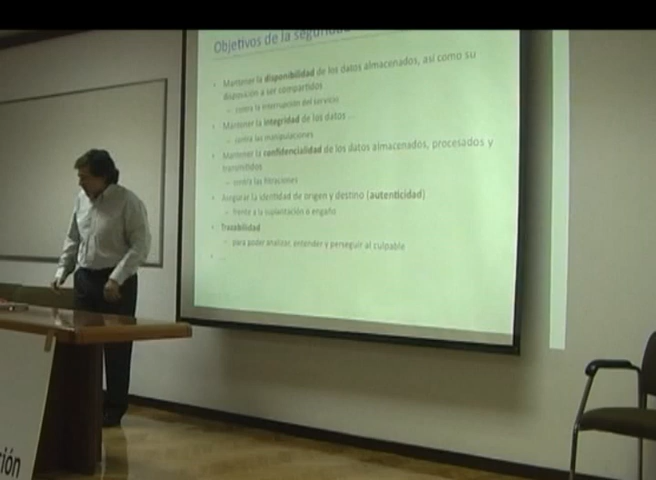 Objetivos de la seguridad
• Mantener la disponibilidad de los datos almacenados, así como su
disposición a ser compartidos
– contra la interrupción del servicio
• Mantener la integridad de los datos ...
– contra las manipulaciones
• Mantener la confidencialidad de los datos almacenados, procesados y
transmitidos
– contra las filtraciones
• Asegurar la identidad de origen y destino (autenticidad)
– frente a la suplantación o engaño
• Trazabilidad
– para poder analizar, entender y perseguir al culpable
• ...
ión